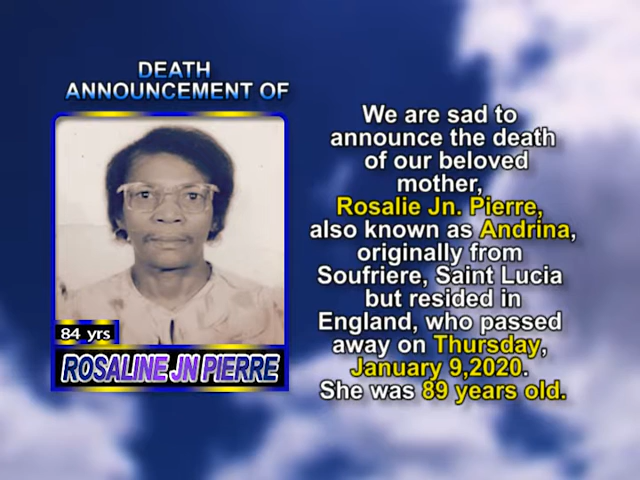 DEATH
ANNOUNCEMENT OF
84 yrs
ROSALINE JN PIERRE
We are sad to
announce the death
of our beloved
mother,
Rosalie Jn. Pierre,
also known as Andrina,
originally from
Soufriere, Saint Lucia
but resided in
England, who passed
away on Thursday,
January 9,2020.
She was 89 years old.